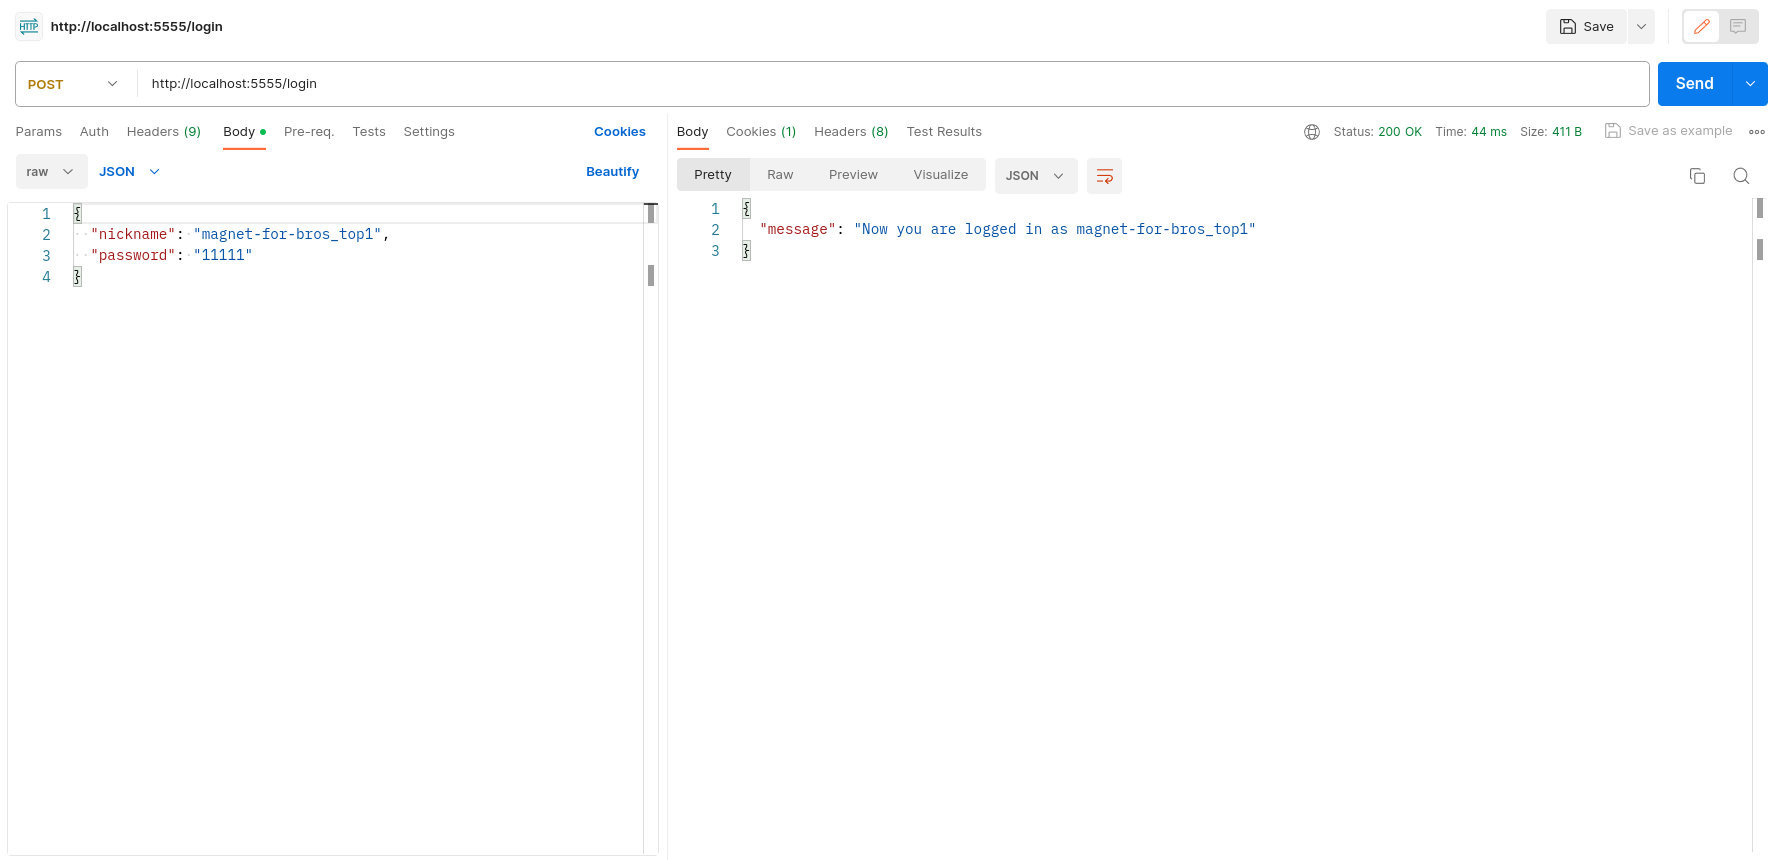 HTTP http://localhost:5555/login Save
POST http://localhost:5555/login Send
Params Auth Headers (9) Body Pre-req. Tests Settings Cookies
raw JSON Beautify
1 {
2 "nickname": "magnet-for-bros_top1",
3 "password": "11111"
4 }
Body Cookies (1) Headers (8) Test Results Status: 200 OK Time: 44 ms Size: 411 B Save as example
Pretty Raw Preview Visualize JSON
1 {
2 "message": "Now you are logged in as magnet-for-bros_top1"
3 }